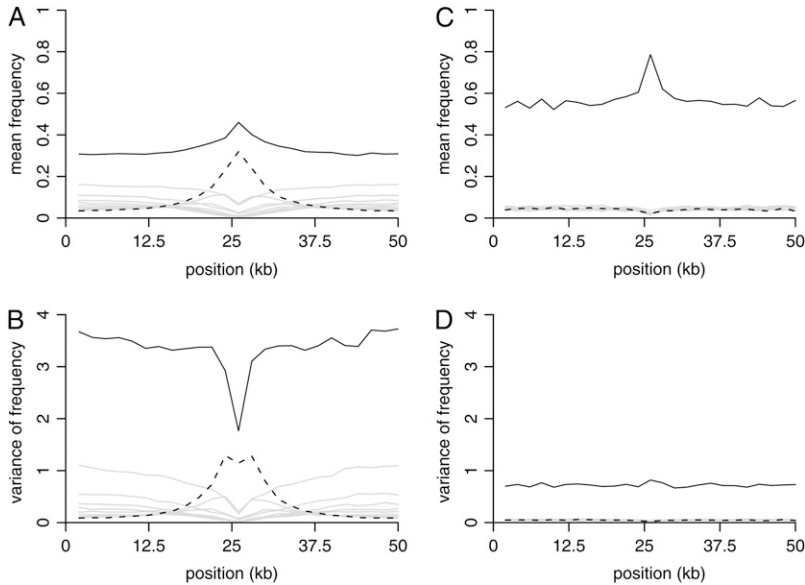 A
mean frequency
1
0.8
0.6
0.4
0.2
0
0 12.5 25 37.5 50
position (kb)
C
mean frequency
1
0.8
0.6
0.4
0.2
0
0 12.5 25 37.5 50
position (kb)
B
variance of frequency
4
3
2
1
0
0 12.5 25 37.5 50
position (kb)
D
variance of frequency
4
3
2
1
0
0 12.5 25 37.5 50
position (kb)